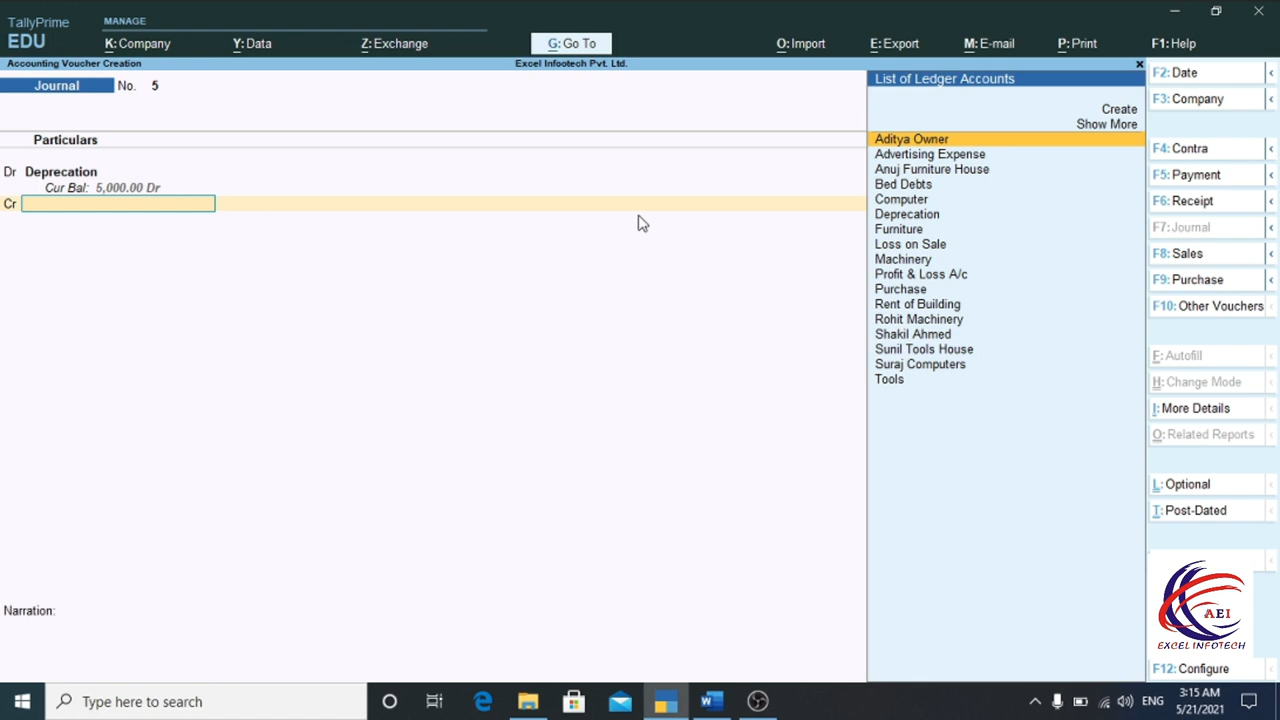 TallyPrime
EDU
MANAGE
K: Company
Y: Data
Z: Exchange
G: Go To
O: Import
E: Export
M: E-mail
P: Print
F1: Help
Accounting Voucher Creation
Excel Infotech Pvt. Ltd.
Journal No. 5
Particulars
Dr Deprecation
Cur Bal: 5,000.00 Dr
Cr
Narration:
List of Ledger Accounts
Create
Show More
Aditya Owner
Advertising Expense
Anuj Furniture House
Bed Debts
Computer
Deprecation
Furniture
Loss on Sale
Machinery
Profit & Loss A/c
Purchase
Rent of Building
Rohit Machinery
Shakil Ahmed
Sunil Tools House
Suraj Computers
Tools
F2: Date
F3: Company
F4: Contra
F5: Payment
F6: Receipt
F7: Journal
F8: Sales
F9: Purchase
F10: Other Vouchers
F: Autofill
H: Change Mode
I: More Details
O: Related Reports
L: Optional
T: Post-Dated
AEI
EXCEL INFOTECH
F12: Configure
Type here to search
ENG
3:15 AM
5/21/2021